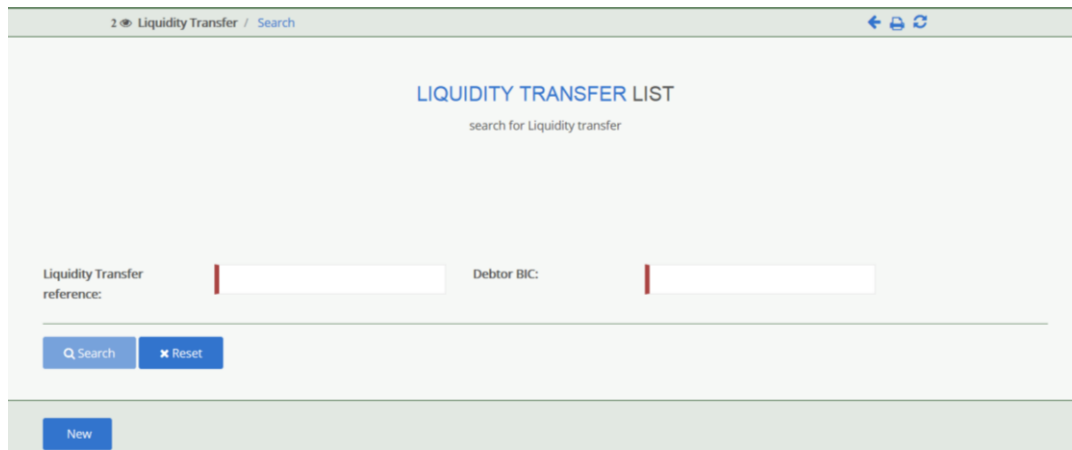 2 Liquidity Transfer / Search
LIQUIDITY TRANSFER LIST
search for Liquidity transfer
Liquidity Transfer
reference:
Debtor BIC:
Search
Reset
New